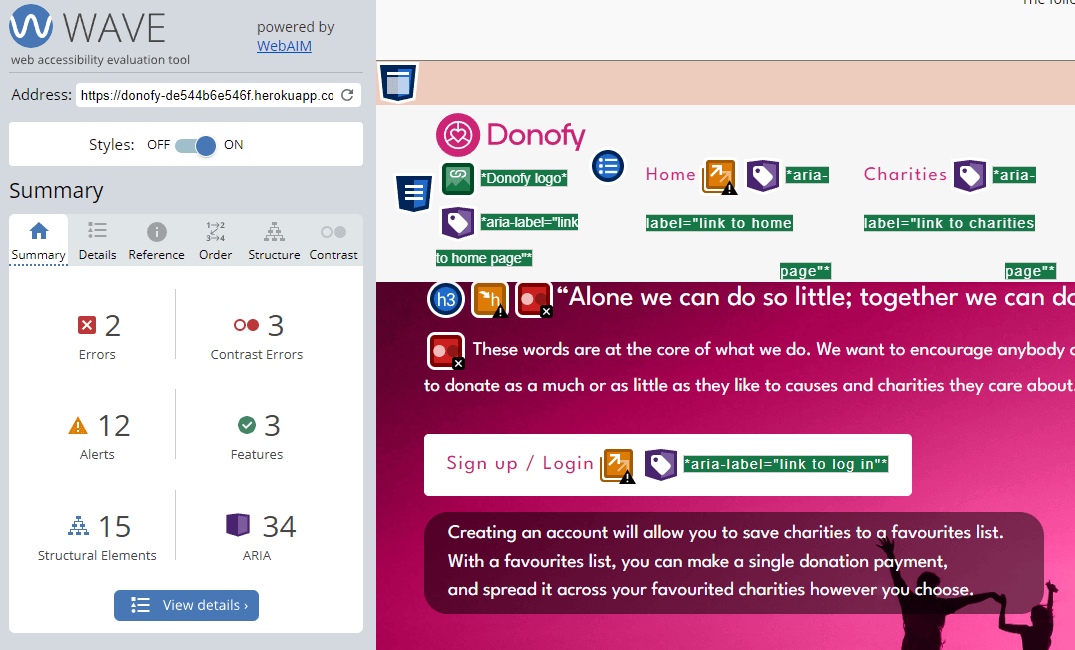 The follo
WAVE
powered by
WebAIM
web accessibility evaluation tool
Address: https://donofy-de544b6e546f.herokuapp.co
Styles: OFF ON
Summary
Summary Details Reference Order Structure Contrast
2
Errors
3
Contrast Errors
12
Alerts
3
Features
15
Structural Elements
34
ARIA
View details ›
Donofy
*Donofy logo*
*aria-label="link
to home page"*
Home *aria-
label="link to home
page"*
Charities *aria-
label="link to charities
page"*
h3 h “Alone we can do so little; together we can do
These words are at the core of what we do. We want to encourage anybody
to donate as a much or as little as they like to causes and charities they care about.
Sign up / Login *aria-label="link to log in"*
Creating an account will allow you to save charities to a favourites list.
With a favourites list, you can make a single donation payment,
and spread it across your favourited charities however you choose.